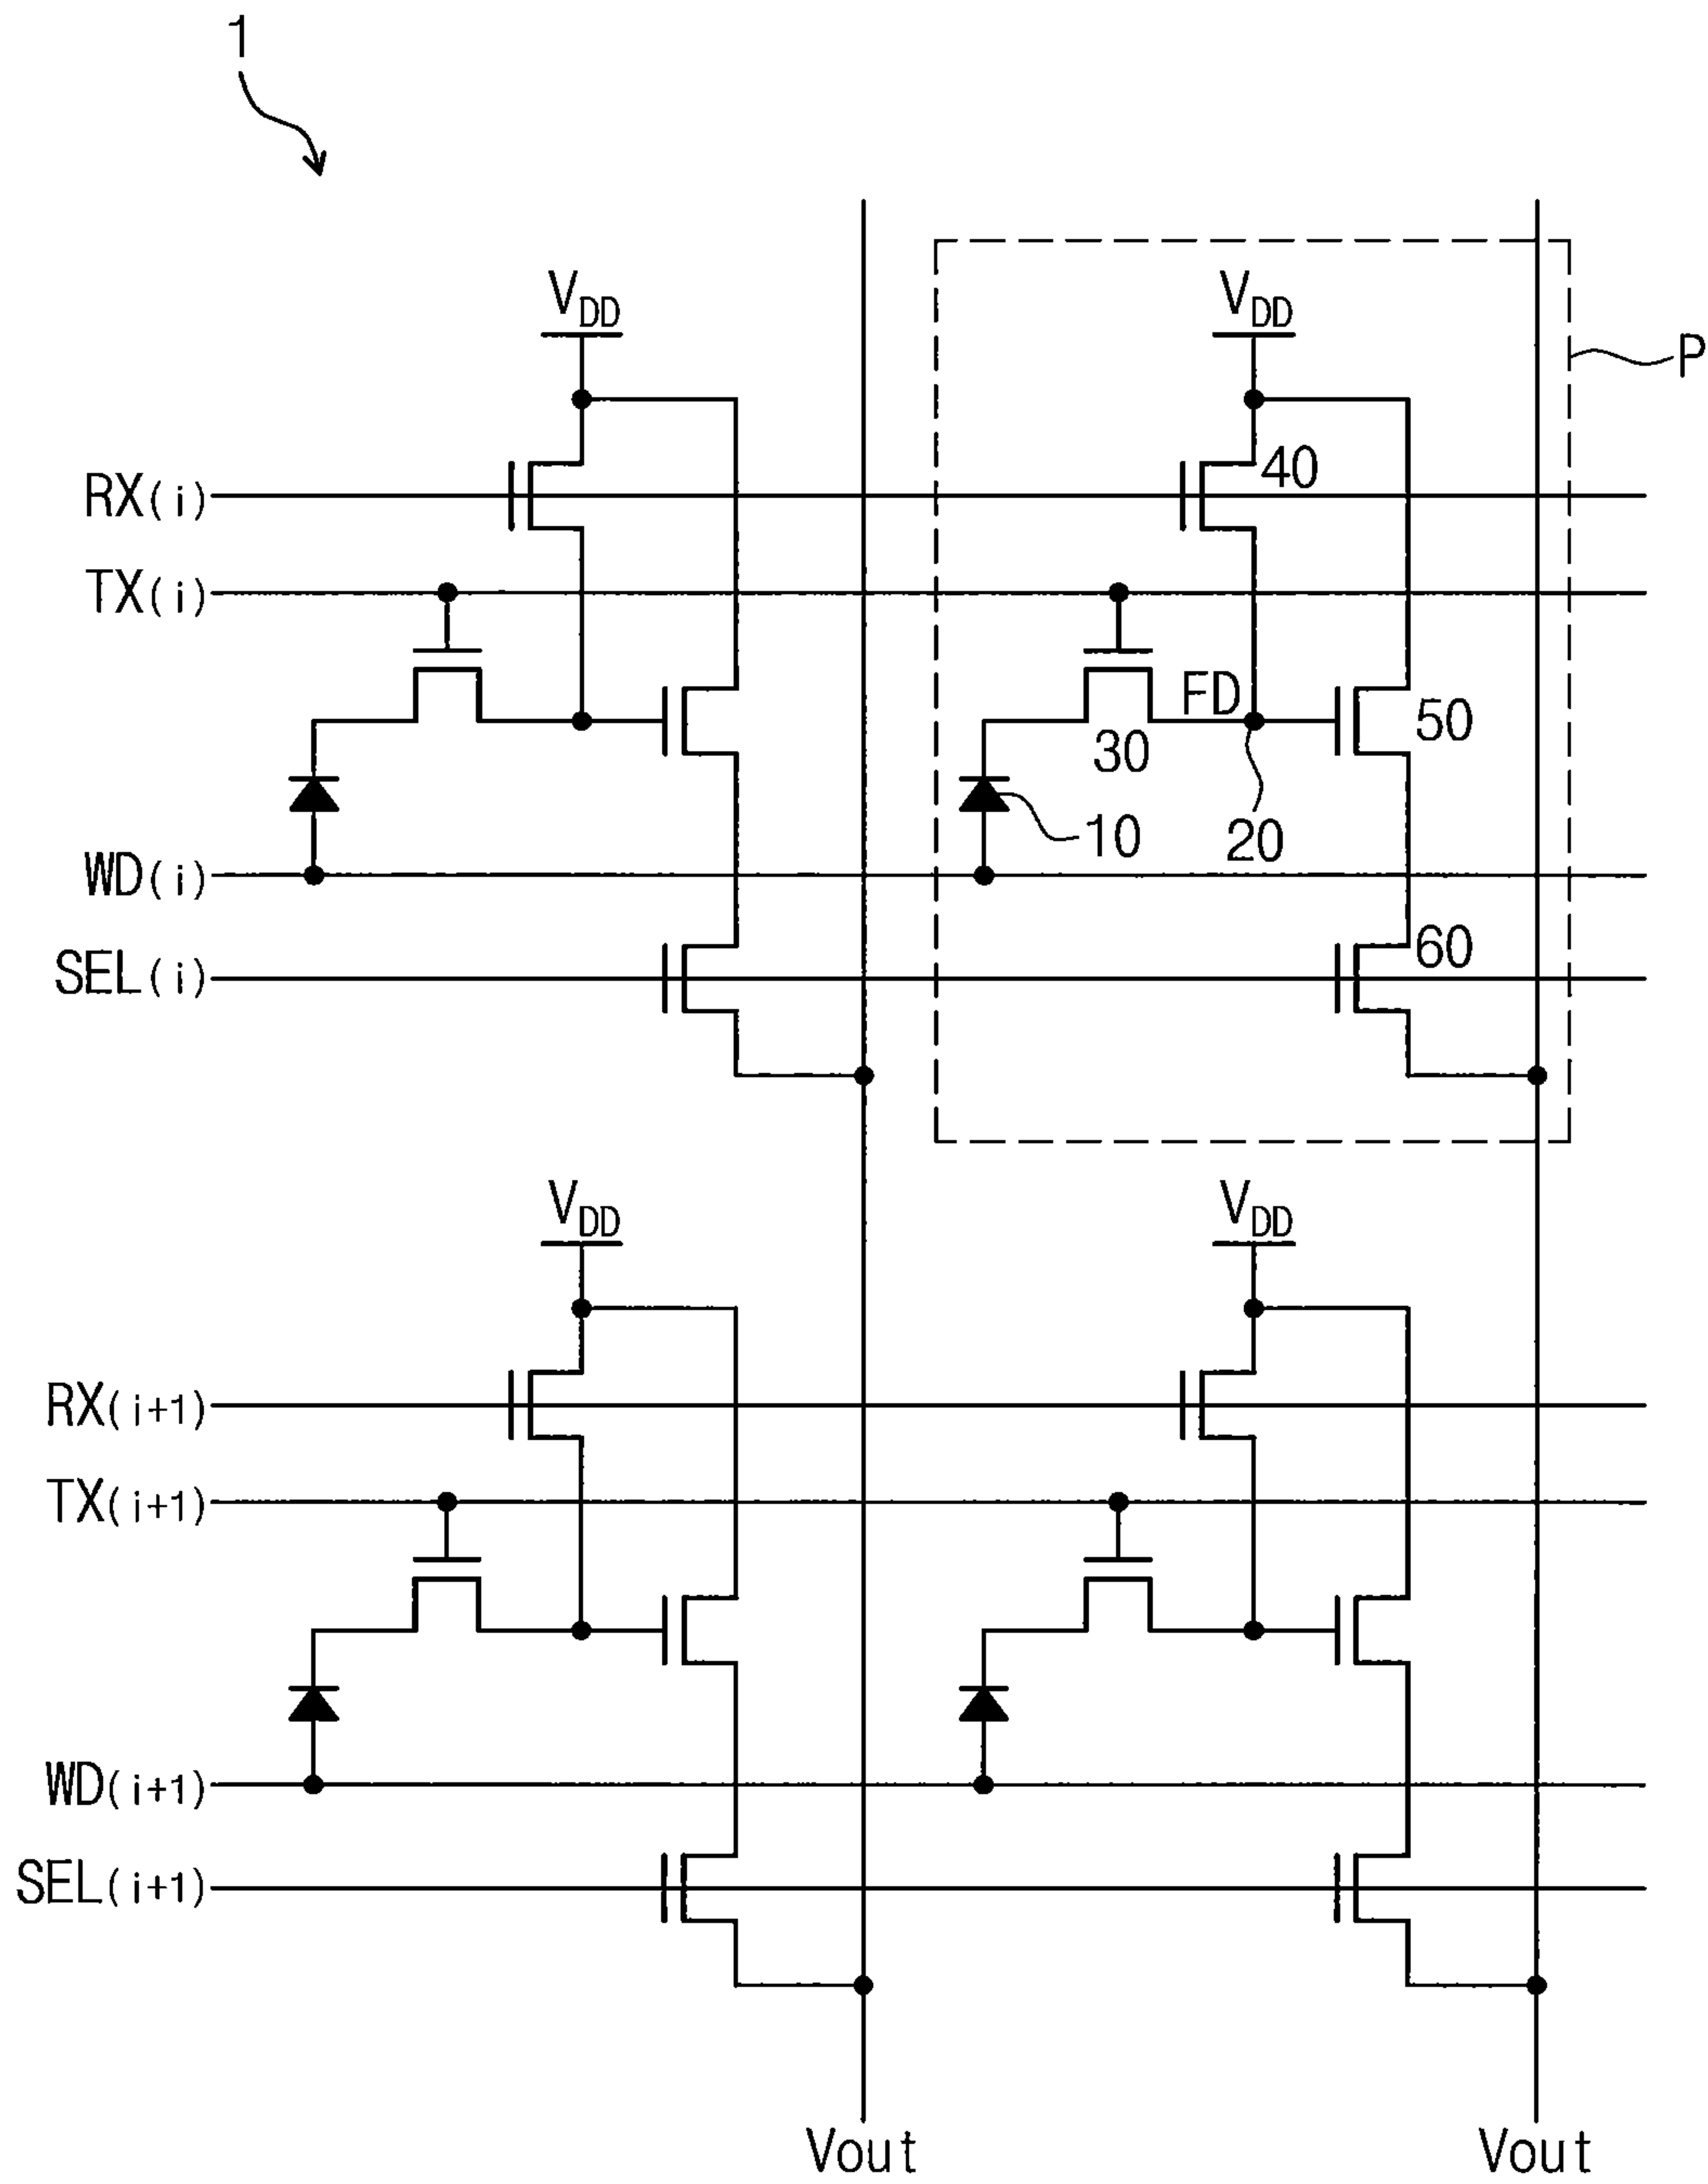 1
VDD VDD
P
RX(i) 40
TX(i)
FD
30 50
10 20
WD(i)
SEL(i) 60
VDD VDD
RX(i+1)
TX(i+1)
WD(i+1)
SEL(i+1)
Vout Vout